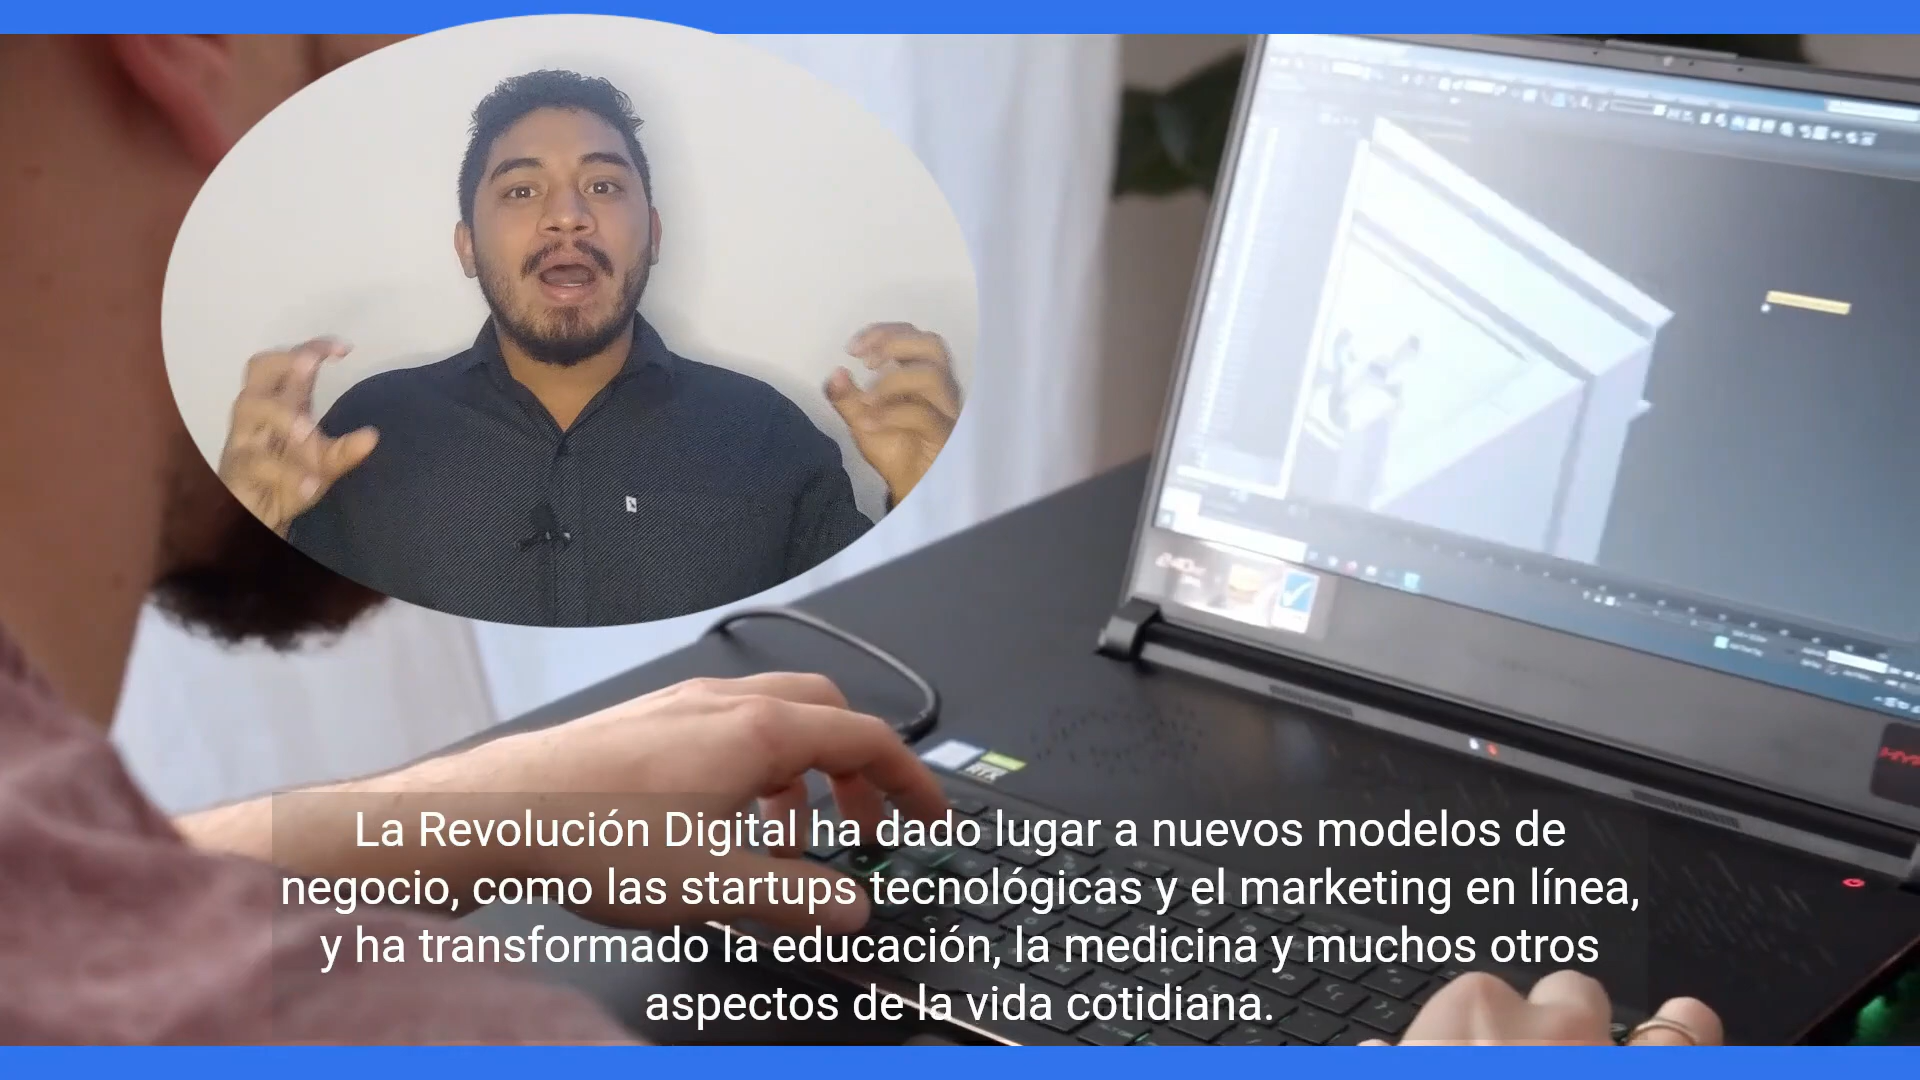 RTX
La Revolución Digital ha dado lugar a nuevos modelos de
negocio, como las startups tecnológicas y el marketing en línea,
y ha transformado la educación, la medicina y muchos otros
aspectos de la vida cotidiana.